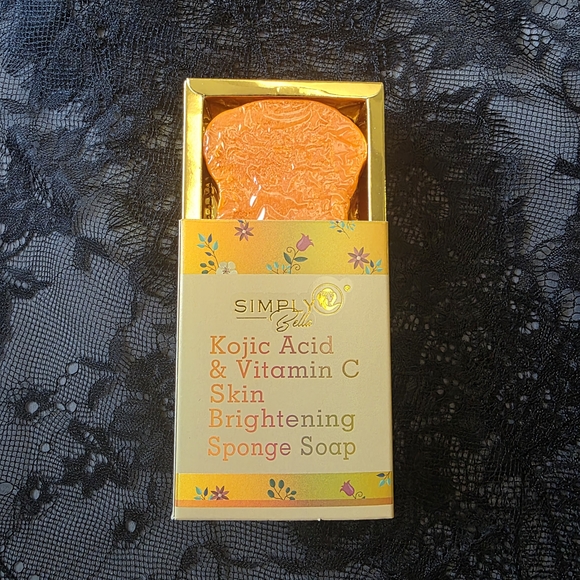 SIMPLY
Bella
Kojic Acid
& Vitamin C
Skin
Brightening
Sponge Soap